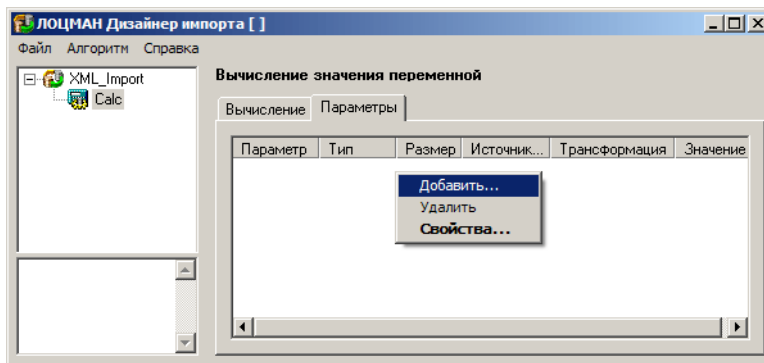 ЛОЦМАН Дизайнер импорта [ ]
Файл Алгоритм Справка
XML_Import
Calc
Вычисление значения переменной
Вычисление Параметры
Параметр Тип Размер Источник... Трансформация Значение
Добавить...
Удалить
Свойства...